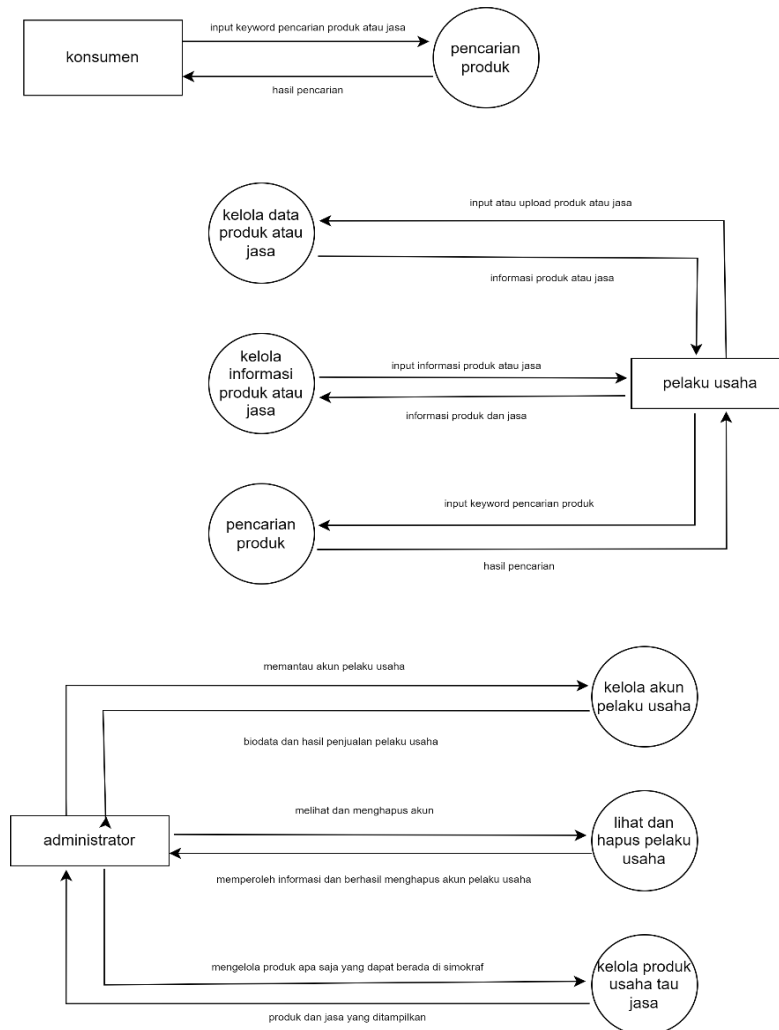 input keyword pencarian produk atau jasa
konsumen
pencarian
produk
hasil pencarian
kelola data
produk atau
jasa
input atau upload produk atau jasa
informasi produk atau jasa
kelola
informasi
produk atau
jasa
input informasi produk atau jasa
pelaku usaha
informasi produk dan jasa
pencarian
produk
input keyword pencarian produk
hasil pencarian
memantau akun pelaku usaha
kelola akun
pelaku usaha
biodata dan hasil penjualan pelaku usaha
administrator
melihat dan menghapus akun
lihat dan
hapus pelaku
usaha
memperoleh informasi dan berhasil menghapus akun pelaku usaha
mengelola produk apa saja yang dapat berada di simokraf
kelola produk
usaha tau
jasa
produk dan jasa yang ditampilkan